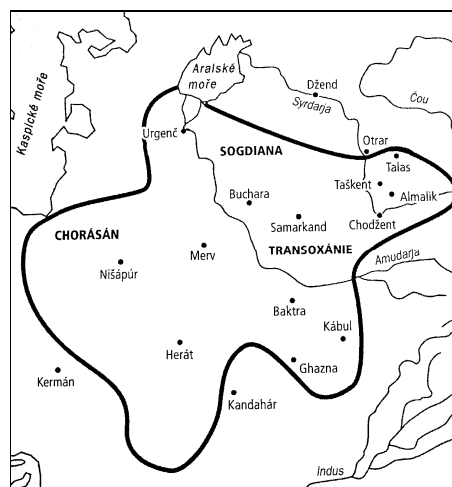 Kaspické moře
Aralské
moře
Džend
Syrdarja
Čou
Urgenč
SOGDIANA
Otrar
Talas
Taškent
Almalik
Buchara
Samarkand
Chodžent
CHORÁSÁN
TRANSOXÁNIE
Merv
Nišápúr
Amudarja
Baktra
Kábul
Herát
Ghazna
Kermán
Kandahár
Indus